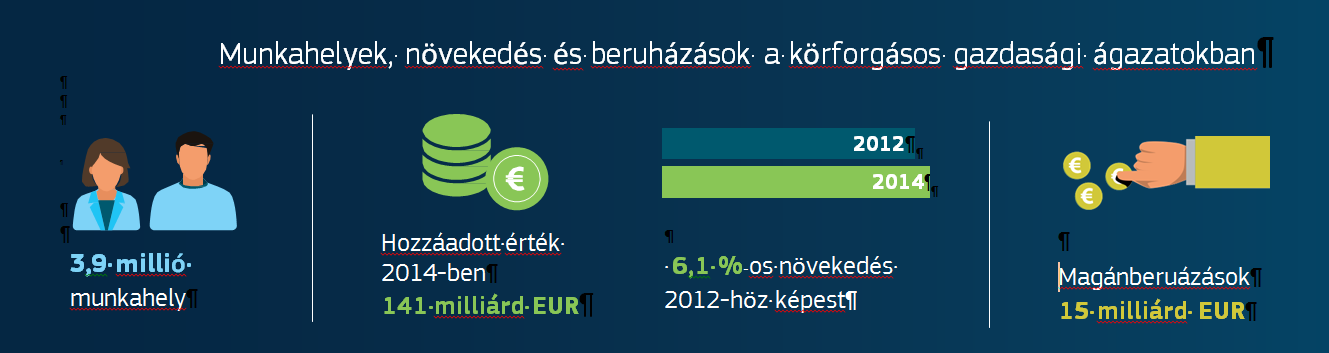 Munkahelyek, növekedés és beruházások a körforgásos gazdasági ágazatokban
3,9 millió
munkahely
€
Hozzáadott érték
2014-ben
141 milliárd EUR
2012
2014
6,1 %-os növekedés
2012-höz képest
€
€
€
Magánberuázások
15 milliárd EUR